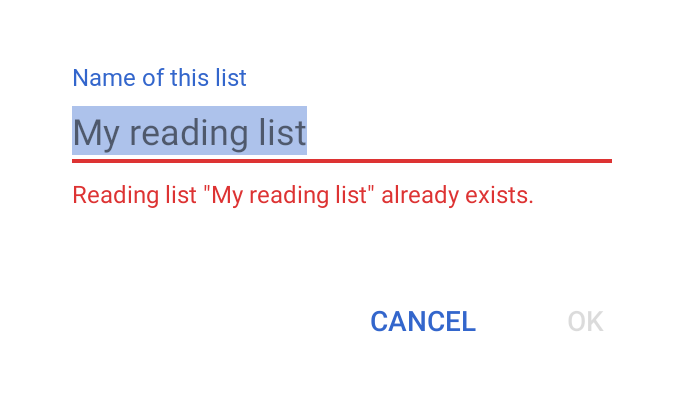 Name of this list
My reading list
Reading list "My reading list" already exists.
CANCEL OK